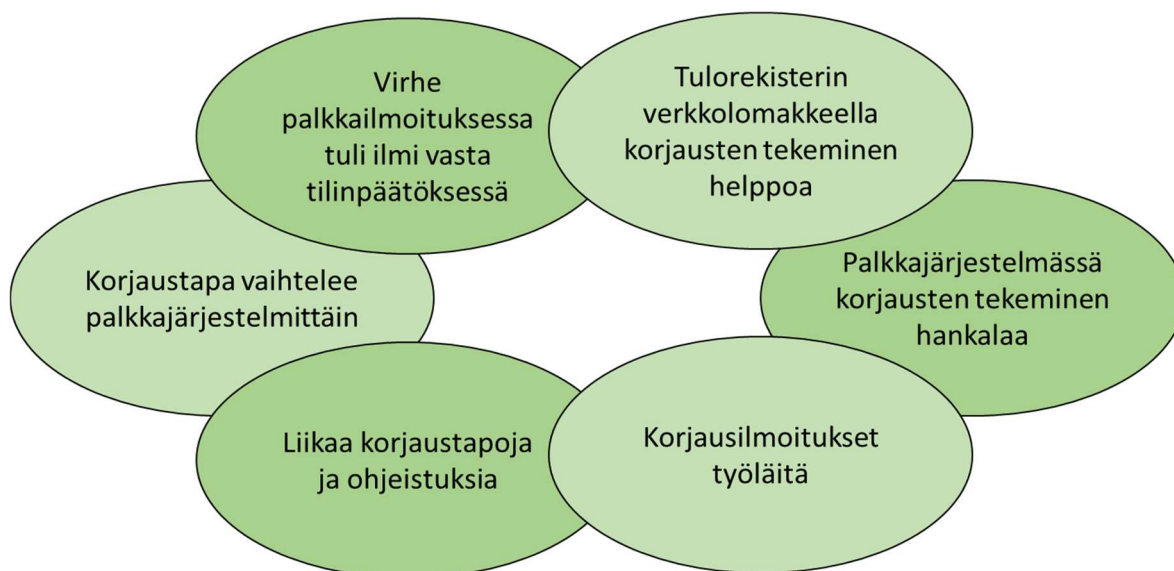 Virhe
palkkailmoituksessa
tuli ilmi vasta
tilinpäätöksessä
Tulorekisterin
verkkolomakkeella
korjausten tekeminen
helppoa
Korjaustapa vaihtelee
palkkajärjestelmittäin
Palkkajärjestelmässä
korjausten tekeminen
hankalaa
Liikaa korjaustapoja
ja ohjeistuksia
Korjausilmoitukset
työläitä